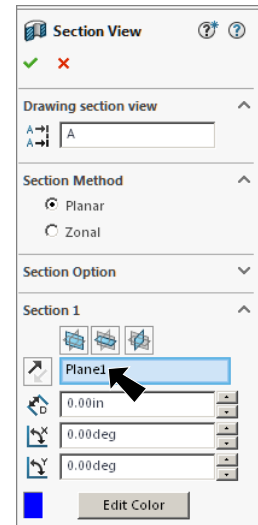 Section View
Drawing section view
A
Section Method
Planar
Zonal
Section Option
Section 1
Plane1
0.00in
0.00deg
0.00deg
Edit Color